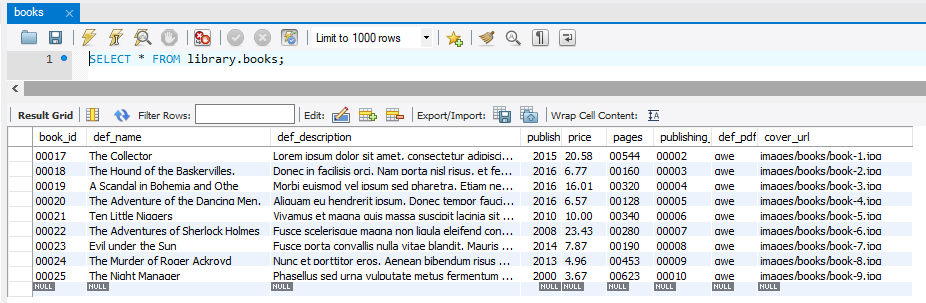 books
Limit to 1000 rows
1 SELECT * FROM library.books;
Result Grid Filter Rows: Edit: Export/Import: Wrap Cell Content:
book_id def_name def_description publish price pages publishing_ def_pdf cover_url
00017 The Collector Lorem ipsum dolor sit amet, consectetur adipisci... 2015 20.58 00544 00002 qwe images/books/book-1.jpg
00018 The Hound of the Baskervilles. Donec in facilisis orci. Nam porta nisl risus, et fe... 2016 6.77 00160 00003 qwe images/books/book-2.jpg
00019 A Scandal in Bohemia and Othe Morbi euismod vel ipsum sed pharetra. Etiam ne... 2016 16.01 00320 00004 qwe images/books/book-3.jpg
00020 The Adventure of the Dancing Men. Aliquam eu hendrerit ipsum. Donec tempor fauci... 2016 6.57 00128 00005 qwe images/books/book-4.jpg
00021 Ten Little Niggers Vivamus et magna quis massa suscipit lacinia sit ... 2010 10.00 00340 00006 qwe images/books/book-5.jpg
00022 The Adventures of Sherlock Holmes Fusce scelerisque magna non ligula eleifend con... 2008 23.43 00280 00007 qwe images/books/book-6.jpg
00023 Evil under the Sun Fusce porta convallis nulla vitae blandit. Mauris ... 2014 7.87 00190 00008 qwe images/books/book-7.jpg
00024 The Murder of Roger Ackroyd Nunc et porttitor eros. Aenean bibendum risus ... 2013 4.96 00453 00009 qwe images/books/book-8.jpg
00025 The Night Manager Phasellus sed urna vulputate metus fermentum ... 2000 3.67 00623 00010 qwe images/books/book-9.jpg
NULL NULL NULL NULL NULL NULL NULL NULL NULL